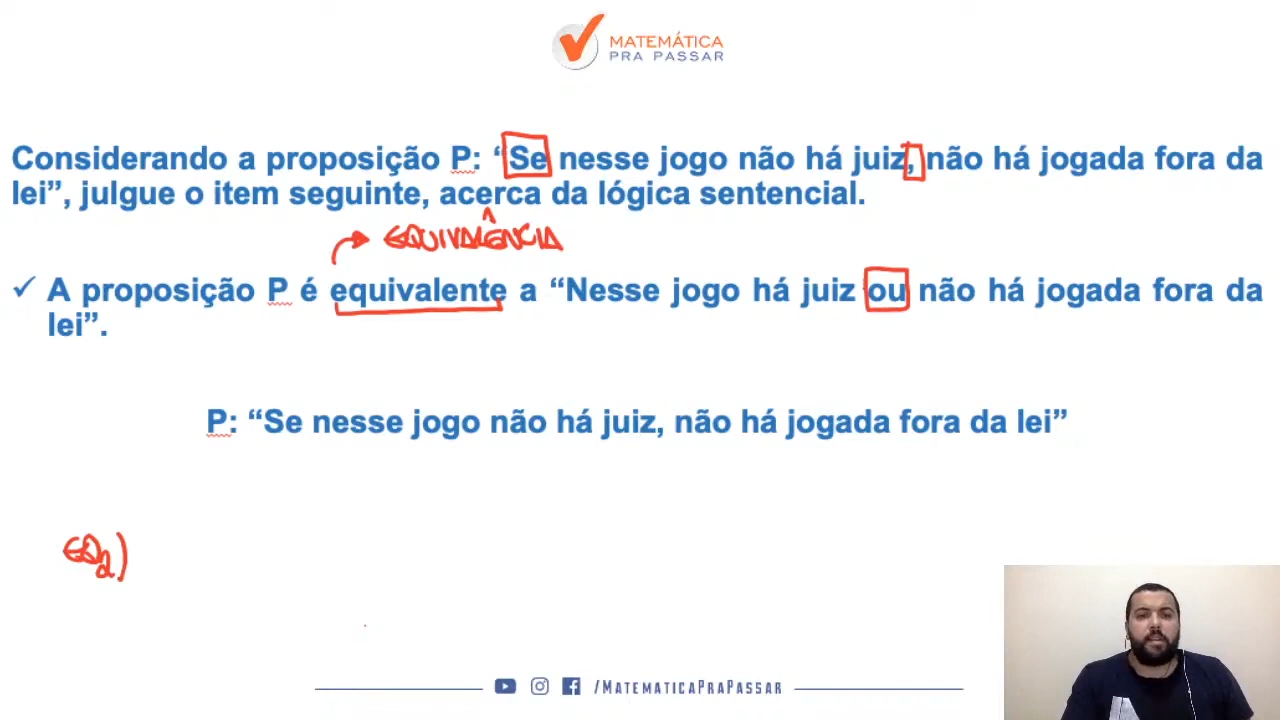 MATEMÁTICA
PRA PASSAR
Considerando a proposição P: “Se nesse jogo não há juiz, não há jogada fora da
lei”, julgue o item seguinte, acerca da lógica sentencial.
EQUIVALÊNCIA
✓ A proposição P é equivalente a “Nesse jogo há juiz ou não há jogada fora da
lei”.
P: “Se nesse jogo não há juiz, não há jogada fora da lei”
EQ2)
/MATEMATICAPRAPASSAR